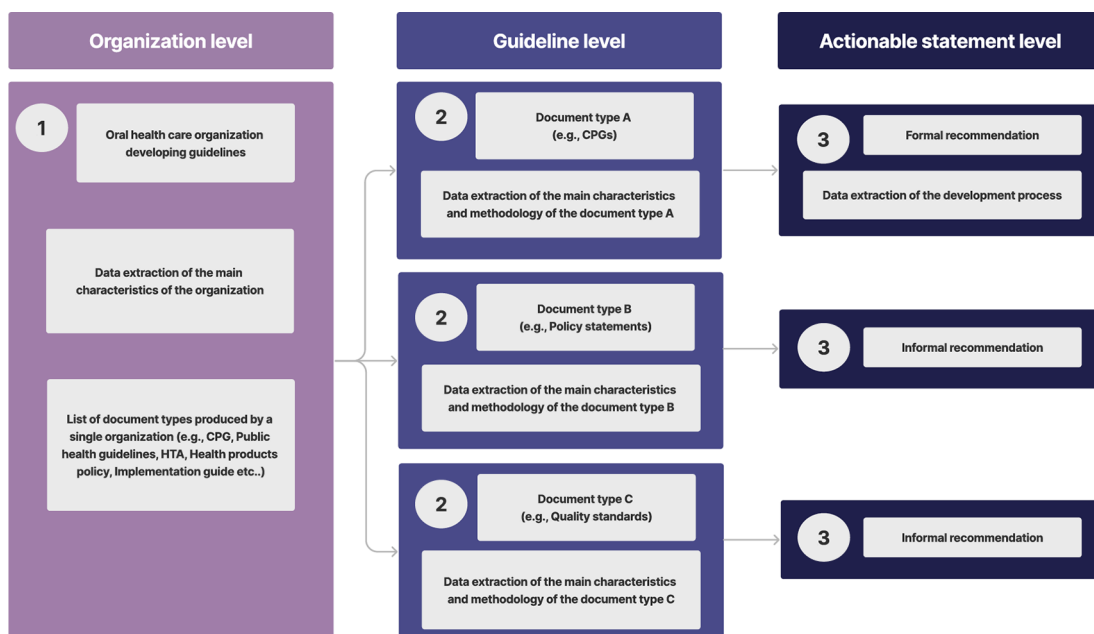 Organization level
Guideline level
Actionable statement level
1
Oral health care organization
developing guidelines
Data extraction of the main
characteristics of the organization
List of document types produced by a
single organization (e.g., CPG, Public
health guidelines, HTA, Health products
policy, Implementation guide etc..)
2
Document type A
(e.g., CPGs)
Data extraction of the main characteristics
and methodology of the document type A
2
Document type B
(e.g., Policy statements)
Data extraction of the main characteristics
and methodology of the document type B
2
Document type C
(e.g., Quality standards)
Data extraction of the main characteristics
and methodology of the document type C
3
Formal recommendation
Data extraction of the development process
3
Informal recommendation
3
Informal recommendation